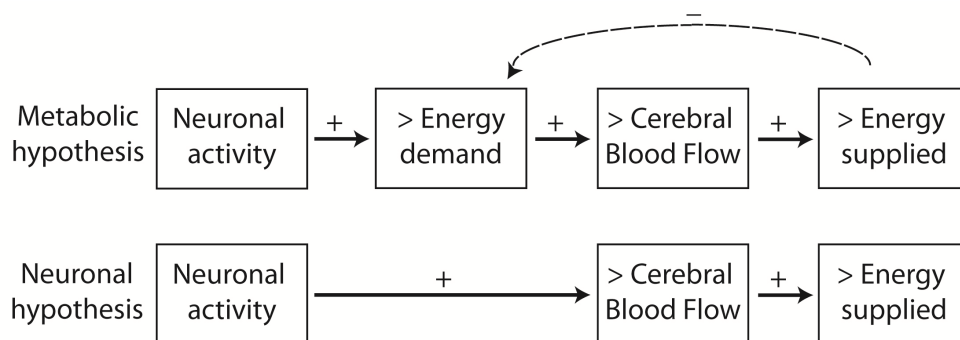 –
Metabolic
hypothesis
Neuronal
activity
+
> Energy
demand
+
> Cerebral
Blood Flow
+
> Energy
supplied
Neuronal
hypothesis
Neuronal
activity
+
> Cerebral
Blood Flow
+
> Energy
supplied